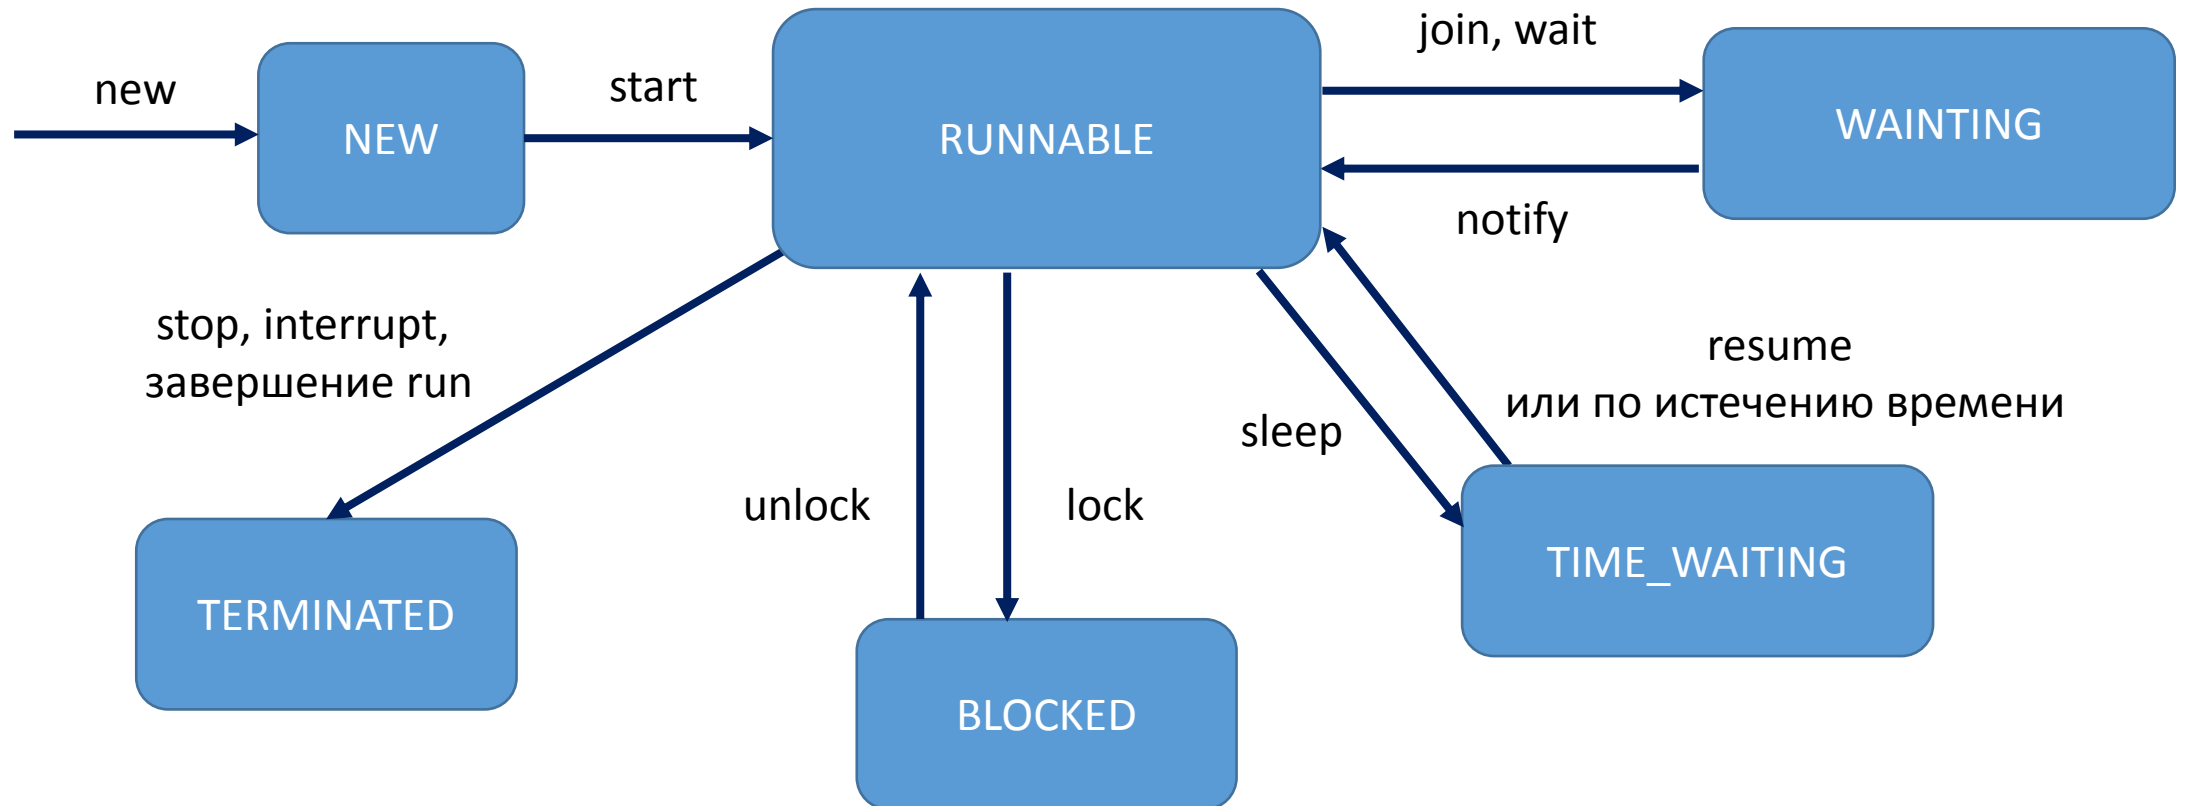 new
NEW
start
RUNNABLE
join, wait
WAINTING
notify
stop, interrupt,
завершение run
unlock
lock
sleep
resume
или по истечению времени
TERMINATED
BLOCKED
TIME_WAITING